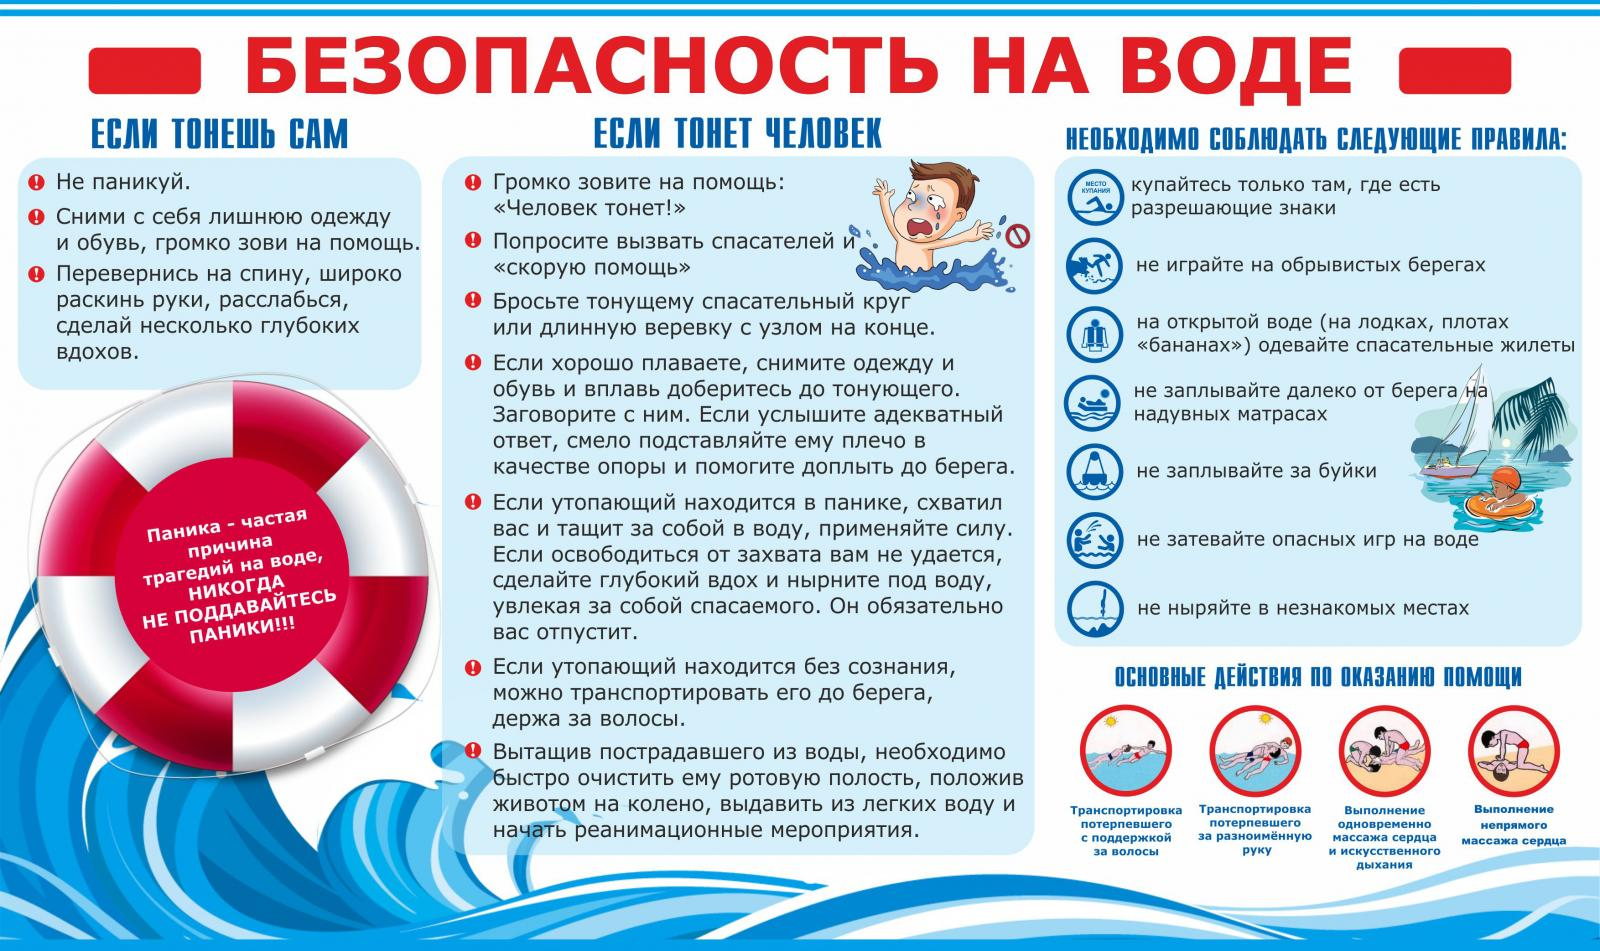 БЕЗОПАСНОСТЬ НА ВОДЕ
ЕСЛИ ТОНЕШЬ САМ
Не паникуй.
Сними с себя лишнюю одежду
и обувь, громко зови на помощь.
Перевернись на спину, широко
раскинь руки, расслабься,
сделай несколько глубоких
вдохов.
Паника - частая
причина
трагедий на воде,
НИКОГДА
НЕ ПОДДАВАЙТЕСЬ
ПАНИКИ!!!
ЕСЛИ ТОНЕТ ЧЕЛОВЕК
Громко зовите на помощь:
«Человек тонет!»
Попросите вызвать спасателей и
«скорую помощь»
Бросьте тонущему спасательный круг
или длинную веревку с узлом на конце.
Если хорошо плаваете, снимите одежду и
обувь и вплавь доберитесь до тонующего.
Заговорите с ним. Если услышите адекватный
ответ, смело подставляйте ему плечо в
качестве опоры и помогите доплыть до берега.
Если утопающий находится в панике, схватил
вас и тащит за собой в воду, применяйте силу.
Если освободиться от захвата вам не удается,
сделайте глубокий вдох и нырните под воду,
увлекая за собой спасаемого. Он обязательно
вас отпустит.
Если утопающий находится без сознания,
можно транспортировать его до берега,
держа за волосы.
Вытащив пострадавшего из воды, необходимо
быстро очистить ему ротовую полость, положив
животом на колено, выдавить из легких воду и
начать реанимационные мероприятия.
НЕОБХОДИМО СОБЛЮДАТЬ СЛЕДУЮЩИЕ ПРАВИЛА:
МЕСТО
КУПАНИЯ
купайтесь только там, где есть
разрешающие знаки
не играйте на обрывистых берегах
на открытой воде (на лодках, плотах
«бананах») одевайте спасательные жилеты
не заплывайте далеко от берега на
надувных матрасах
не заплывайте за буйки
не затевайте опасных игр на воде
не ныряйте в незнакомых местах
ОСНОВНЫЕ ДЕЙСТВИЯ ПО ОКАЗАНИЮ ПОМОЩИ
Транспортировка
потерпевшего
с поддержкой
за волосы
Транспортировка
потерпевшего
за разноимённую
руку
Выполнение
одновременно
массажа сердца
и искусственного
дыхания
Выполнение
непрямого
массажа сердца